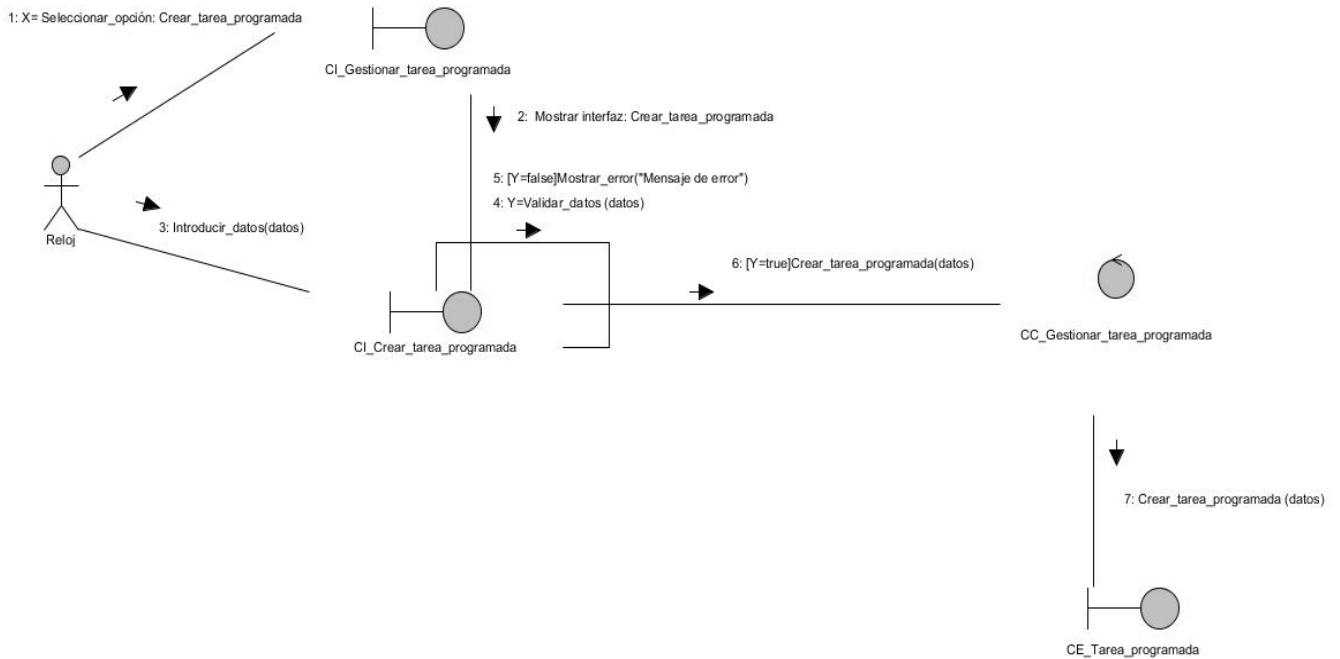 1: X= Seleccionar_opción: Crear_tarea_programada
CI_Gestionar_tarea_programada
2: Mostrar interfaz: Crear_tarea_programada
5: [Y=false]Mostrar_error("Mensaje de error")
4: Y=Validar_datos (datos)
3: Introducir_datos(datos)
Reloj
6: [Y=true]Crear_tarea_programada(datos)
CC_Gestionar_tarea_programada
CI_Crear_tarea_programada
7: Crear_tarea_programada (datos)
CE_Tarea_programada